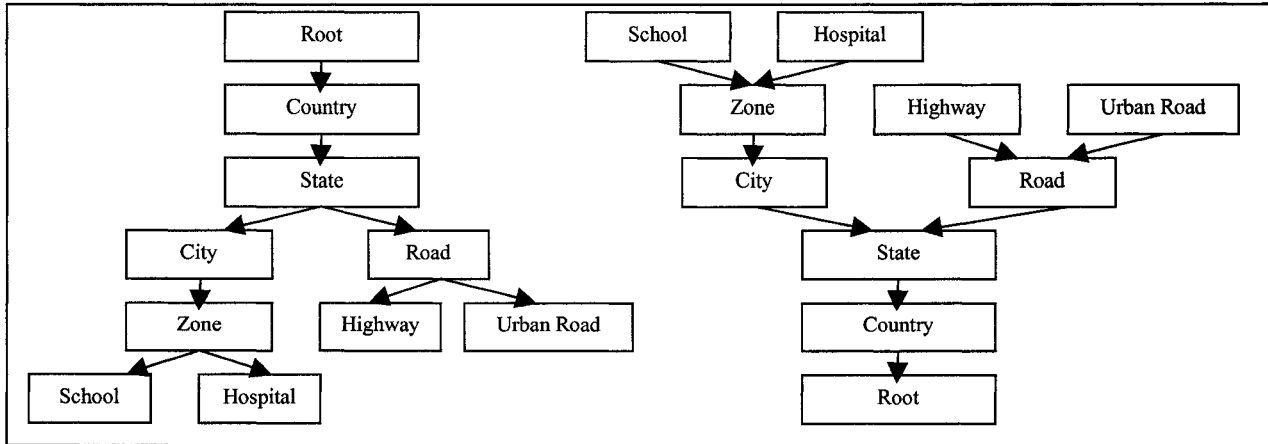 Root
Country
State
City
Road
Zone
Highway
Urban Road
School
Hospital
School
Hospital
Zone
Highway
Urban Road
City
Road
State
Country
Root